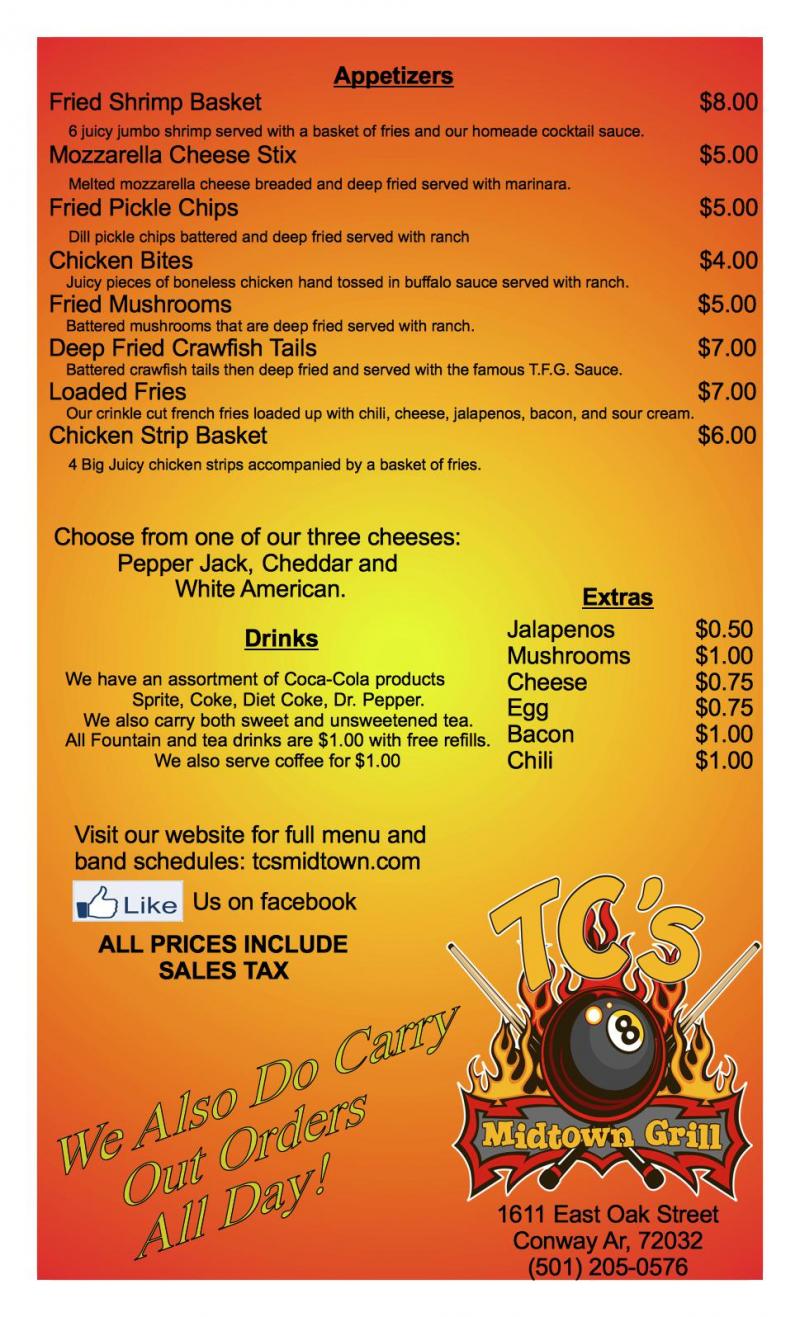 Appetizers
Fried Shrimp Basket $8.00
6 juicy jumbo shrimp served with a basket of fries and our homeade cocktail sauce.
Mozzarella Cheese Stix $5.00
Melted mozzarella cheese breaded and deep fried served with marinara.
Fried Pickle Chips $5.00
Dill pickle chips battered and deep fried served with ranch
Chicken Bites $4.00
Juicy pieces of boneless chicken hand tossed in buffalo sauce served with ranch.
Fried Mushrooms $5.00
Battered mushrooms that are deep fried served with ranch.
Deep Fried Crawfish Tails $7.00
Battered crawfish tails then deep fried and served with the famous T.F.G. Sauce.
Loaded Fries $7.00
Our crinkle cut french fries loaded up with chili, cheese, jalapenos, bacon, and sour cream.
Chicken Strip Basket $6.00
4 Big Juicy chicken strips accompanied by a basket of fries.
Choose from one of our three cheeses:
Pepper Jack, Cheddar and
White American.
Drinks
We have an assortment of Coca-Cola products
Sprite, Coke, Diet Coke, Dr. Pepper.
We also carry both sweet and unsweetened tea.
All Fountain and tea drinks are $1.00 with free refills.
We also serve coffee for $1.00
Extras
Jalapenos $0.50
Mushrooms $1.00
Cheese $0.75
Egg $0.75
Bacon $1.00
Chili $1.00
Visit our website for full menu and
band schedules: tcsmidtown.com
Like Us on facebook
ALL PRICES INCLUDE
SALES TAX
We Also Do Carry
Out Orders
All Day!
TC's
8
Midtown Grill
1611 East Oak Street
Conway Ar, 72032
(501) 205-0576